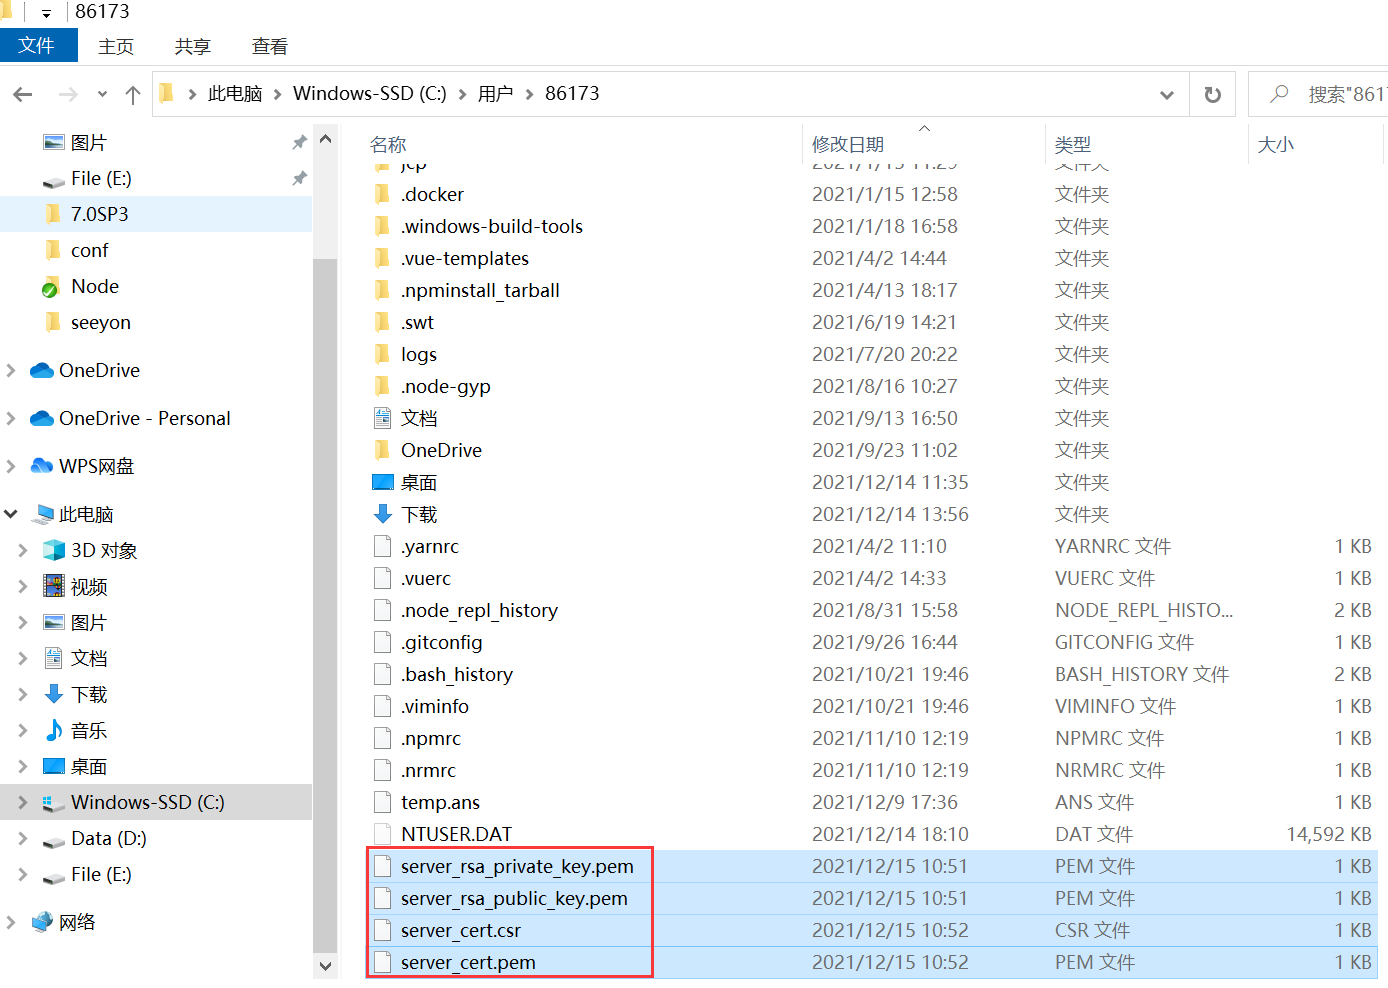 86173
文件 主页 共享 查看
此电脑 Windows-SSD (C:) 用户 86173 搜索"8617
名称 修改日期 类型 大小
图片
File (E:)
7.0SP3
conf
Node
seeyon
OneDrive
OneDrive - Personal
WPS网盘
此电脑
3D 对象
视频
图片
文档
下载
音乐
桌面
Windows-SSD (C:)
Data (D:)
File (E:)
网络
jcp 2021/1/15 11:29 文件夹
.docker 2021/1/15 12:58 文件夹
.windows-build-tools 2021/1/18 16:58 文件夹
.vue-templates 2021/4/2 14:44 文件夹
.npminstall_tarball 2021/4/13 18:17 文件夹
.swt 2021/6/19 14:21 文件夹
logs 2021/7/20 20:22 文件夹
.node-gyp 2021/8/16 10:27 文件夹
文档 2021/9/13 16:50 文件夹
OneDrive 2021/9/23 11:02 文件夹
桌面 2021/12/14 11:35 文件夹
下载 2021/12/14 13:56 文件夹
.yarnrc 2021/4/2 11:10 YARNRC 文件 1 KB
.vuerc 2021/4/2 14:33 VUERC 文件 1 KB
.node_repl_history 2021/8/31 15:58 NODE_REPL_HISTO... 2 KB
.gitconfig 2021/9/26 16:44 GITCONFIG 文件 1 KB
.bash_history 2021/10/21 19:46 BASH_HISTORY 文件 2 KB
.viminfo 2021/10/21 19:46 VIMINFO 文件 1 KB
.npmrc 2021/11/10 12:19 NPMRC 文件 1 KB
.nrmrc 2021/11/10 12:19 NRMRC 文件 1 KB
temp.ans 2021/12/9 17:36 ANS 文件 1 KB
NTUSER.DAT 2021/12/14 18:10 DAT 文件 14,592 KB
server_rsa_private_key.pem 2021/12/15 10:51 PEM 文件 1 KB
server_rsa_public_key.pem 2021/12/15 10:51 PEM 文件 1 KB
server_cert.csr 2021/12/15 10:52 CSR 文件 1 KB
server_cert.pem 2021/12/15 10:52 PEM 文件 1 KB